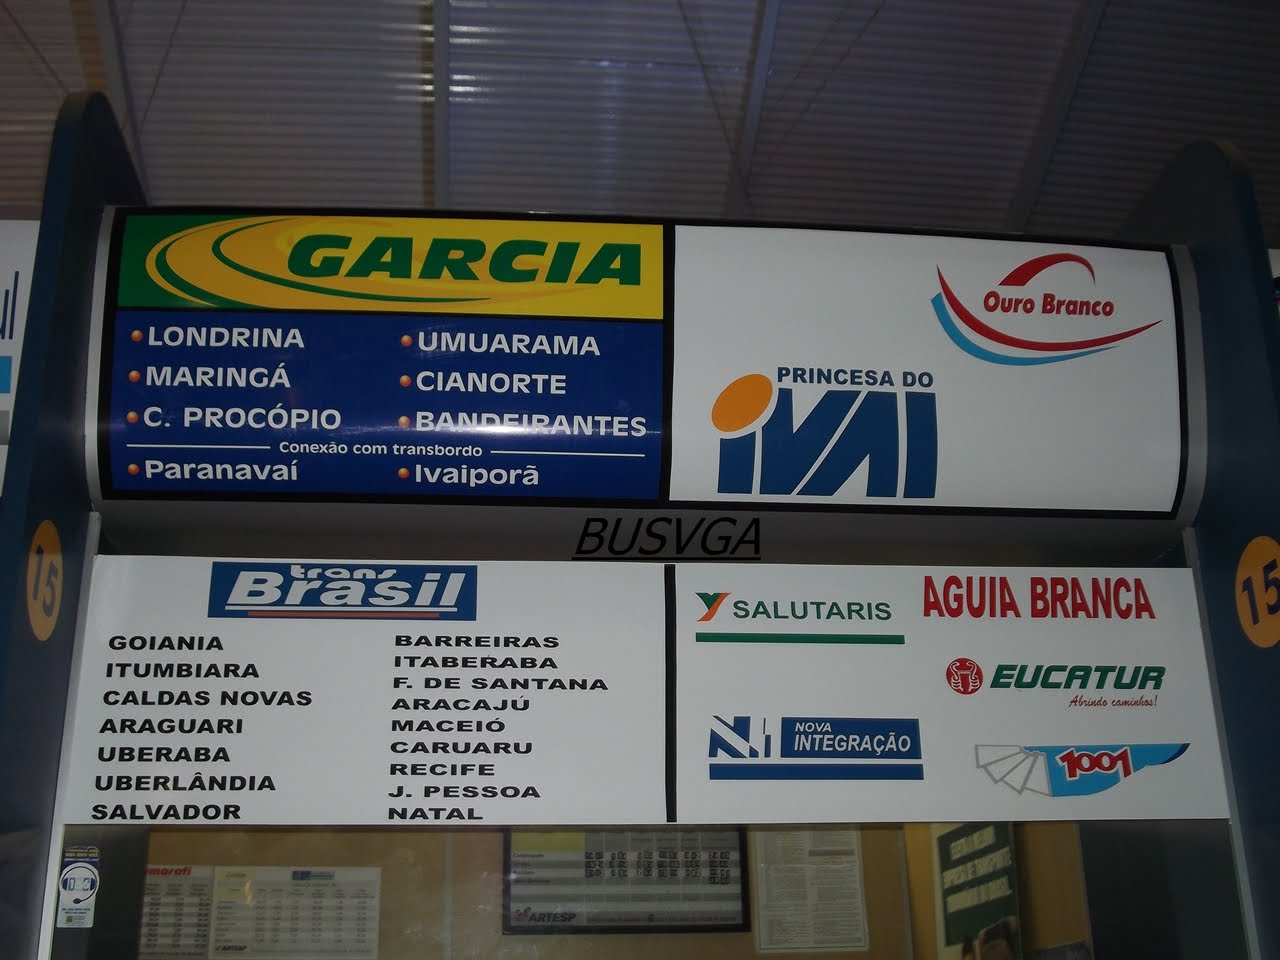 GARCIA
LONDRINA
MARINGÁ
C. PROCÓPIO
UMUARAMA
CIANORTE
BANDEIRANTES
Conexão com transbordo
Paranavaí
Ivaiporã
Ouro Branco
PRINCESA DO
IVAI
BUSVGA
15
15
trans
Brasil
GOIANIA
ITUMBIARA
CALDAS NOVAS
ARAGUARI
UBERABA
UBERLÂNDIA
SALVADOR
BARREIRAS
ITABERABA
F. DE SANTANA
ARACAJÚ
MACEIÓ
CARUARU
RECIFE
J. PESSOA
NATAL
SALUTARIS
AGUIA BRANCA
EUCATUR
Abrindo caminhos!
NOVA
INTEGRAÇÃO
1001
ARTESP